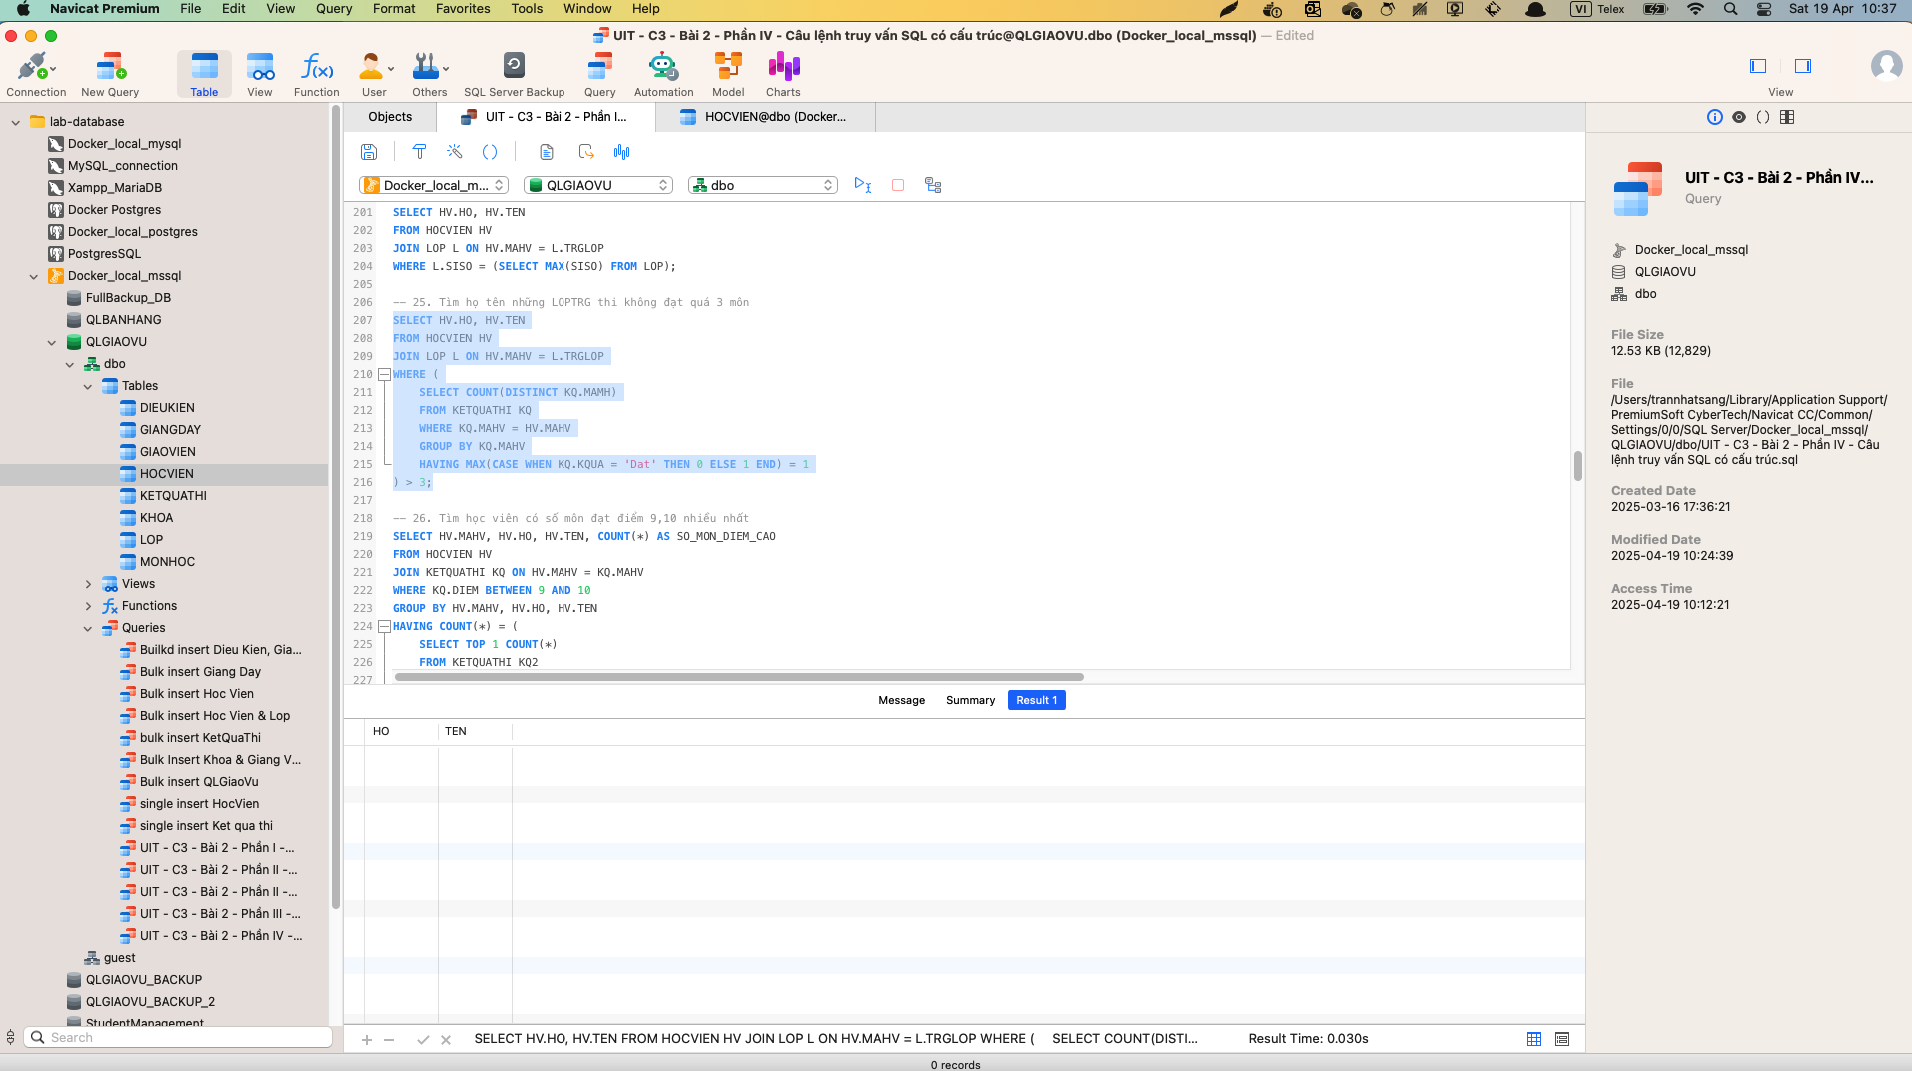 Navicat Premium File Edit View Query Format Favorites Tools Window Help VI Telex Sat 19 Apr 10:37
UIT - C3 - Bài 2 - Phần IV - Câu lệnh truy vấn SQL có cấu trúc@QLGIAOVU.dbo (Docker_local_mssql) — Edited
Connection New Query Table View Function User Others SQL Server Backup Query Automation Model Charts View
lab-database
Docker_local_mysql
MySQL_connection
Xampp_MariaDB
Docker Postgres
Docker_local_postgres
PostgresSQL
Docker_local_mssql
FullBackup_DB
QLBANHANG
QLGIAOVU
dbo
Tables
DIEUKIEN
GIANGDAY
GIAOVIEN
HOCVIEN
KETQUATHI
KHOA
LOP
MONHOC
Views
Functions
Queries
Builkd insert Dieu Kien, Gia...
Bulk insert Giang Day
Bulk insert Hoc Vien
Bulk insert Hoc Vien & Lop
bulk insert KetQuaThi
Bulk Insert Khoa & Giang V...
Bulk insert QLGiaoVu
single insert HocVien
single insert Ket qua thi
UIT - C3 - Bài 2 - Phần I -...
UIT - C3 - Bài 2 - Phần II -...
UIT - C3 - Bài 2 - Phần II -...
UIT - C3 - Bài 2 - Phần III -...
UIT - C3 - Bài 2 - Phần IV -...
guest
QLGIAOVU_BACKUP
QLGIAOVU_BACKUP_2
StudentManagement
Search
Objects UIT - C3 - Bài 2 - Phần I... HOCVIEN@dbo (Docker...
Docker_local_m... QLGIAOVU dbo
201 SELECT HV.HO, HV.TEN
202 FROM HOCVIEN HV
203 JOIN LOP L ON HV.MAHV = L.TRGLOP
204 WHERE L.SISO = (SELECT MAX(SISO) FROM LOP);
205
206 -- 25. Tìm họ tên những LOPTRG thi không đạt quá 3 môn
207 SELECT HV.HO, HV.TEN
208 FROM HOCVIEN HV
209 JOIN LOP L ON HV.MAHV = L.TRGLOP
210 WHERE (
211 SELECT COUNT(DISTINCT KQ.MAMH)
212 FROM KETQUATHI KQ
213 WHERE KQ.MAHV = HV.MAHV
214 GROUP BY KQ.MAHV
215 HAVING MAX(CASE WHEN KQ.KQUA = 'Dat' THEN 0 ELSE 1 END) = 1
216 ) > 3;
217
218 -- 26. Tìm học viên có số môn đạt điểm 9,10 nhiều nhất
219 SELECT HV.MAHV, HV.HO, HV.TEN, COUNT(*) AS SO_MON_DIEM_CAO
220 FROM HOCVIEN HV
221 JOIN KETQUATHI KQ ON HV.MAHV = KQ.MAHV
222 WHERE KQ.DIEM BETWEEN 9 AND 10
223 GROUP BY HV.MAHV, HV.HO, HV.TEN
224 HAVING COUNT(*) = (
225 SELECT TOP 1 COUNT(*)
226 FROM KETQUATHI KQ2
227
Message Summary Result 1
HO TEN
SELECT HV.HO, HV.TEN FROM HOCVIEN HV JOIN LOP L ON HV.MAHV = L.TRGLOP WHERE ( SELECT COUNT(DISTI... Result Time: 0.030s
0 records
UIT - C3 - Bài 2 - Phần IV...
Query
Docker_local_mssql
QLGIAOVU
dbo
File Size
12.53 KB (12,829)
File
/Users/trannhatsang/Library/Application Support/
PremiumSoft CyberTech/Navicat CC/Common/
Settings/0/0/SQL Server/Docker_local_mssql/
QLGIAOVU/dbo/UIT - C3 - Bài 2 - Phần IV - Câu
lệnh truy vấn SQL có cấu trúc.sql
Created Date
2025-03-16 17:36:21
Modified Date
2025-04-19 10:24:39
Access Time
2025-04-19 10:12:21